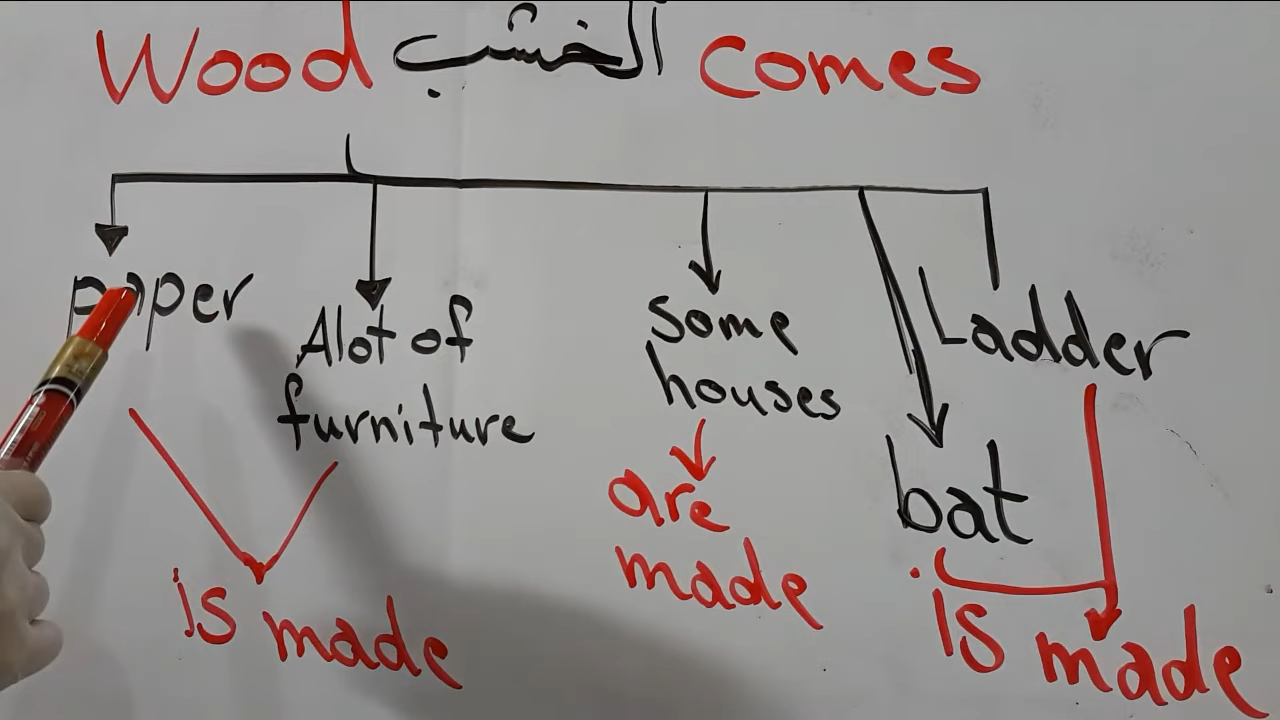 Wood الخشب comes
paper
Alot of
furniture
is made
Some
houses
are
made
bat
Ladder
is made